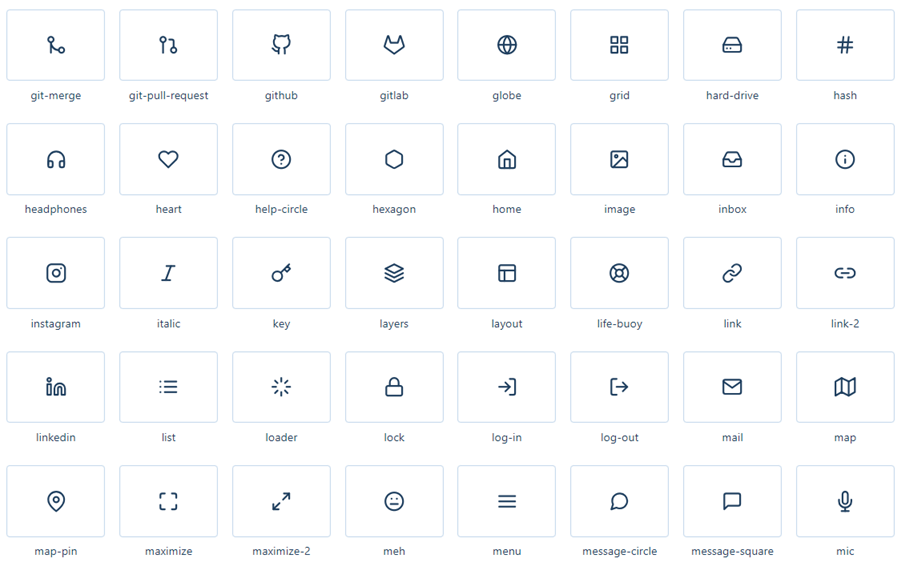 git-merge git-pull-request github gitlab globe grid hard-drive hash
headphones heart help-circle hexagon home image inbox info
instagram italic key layers layout life-buoy link link-2
linkedin list loader lock log-in log-out mail map
map-pin maximize maximize-2 meh menu message-circle message-square mic